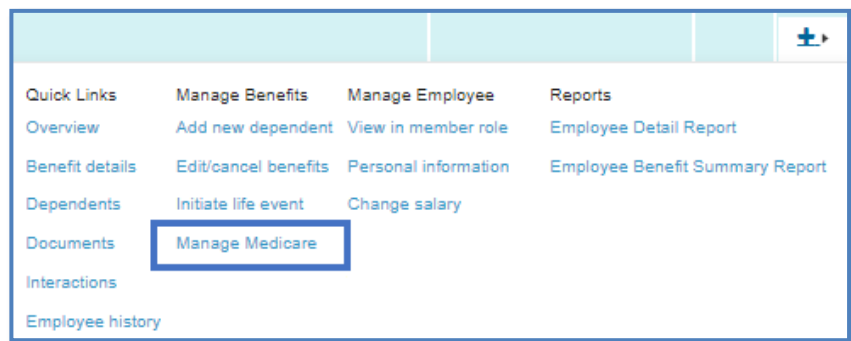 Quick Links Manage Benefits Manage Employee Reports
Overview Add new dependent View in member role Employee Detail Report
Benefit details Edit/cancel benefits Personal information Employee Benefit Summary Report
Dependents Initiate life event Change salary
Documents Manage Medicare
Interactions
Employee history